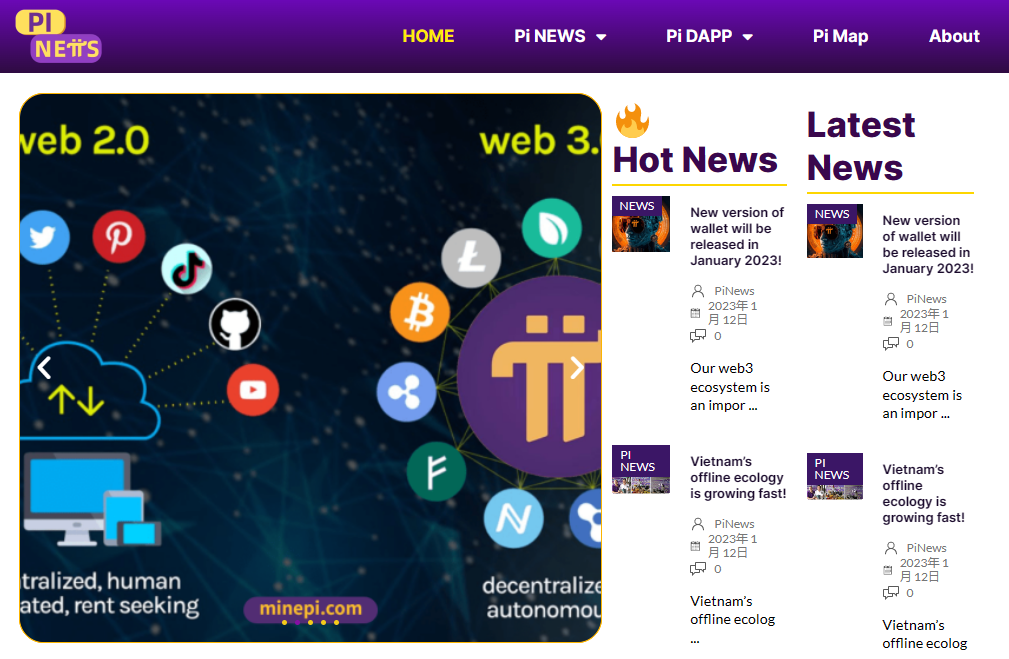 PI
NEWS
HOME
Pi NEWS
Pi DAPP
Pi Map
About
web 2.0
web 3.
tralized, human
ated, rent seeking
decentralize
autonomou
minepi.com
Hot News
NEWS
New version of
wallet will be
released in
January 2023!
PiNews
2023年 1
月 12日
0
Our web3
ecosystem is
an impor ...
PI
NEWS
Vietnam's
offline ecology
is growing fast!
PiNews
2023年 1
月 12日
0
Vietnam's
offline ecolog
...
Latest
News
NEWS
New version
of wallet will
be released in
January 2023!
PiNews
2023年 1
月 12日
0
Our web3
ecosystem is
an impor ...
PI
NEWS
Vietnam's
offline
ecology is
growing fast!
PiNews
2023年 1
月 12日
0
Vietnam's
offline ecolog